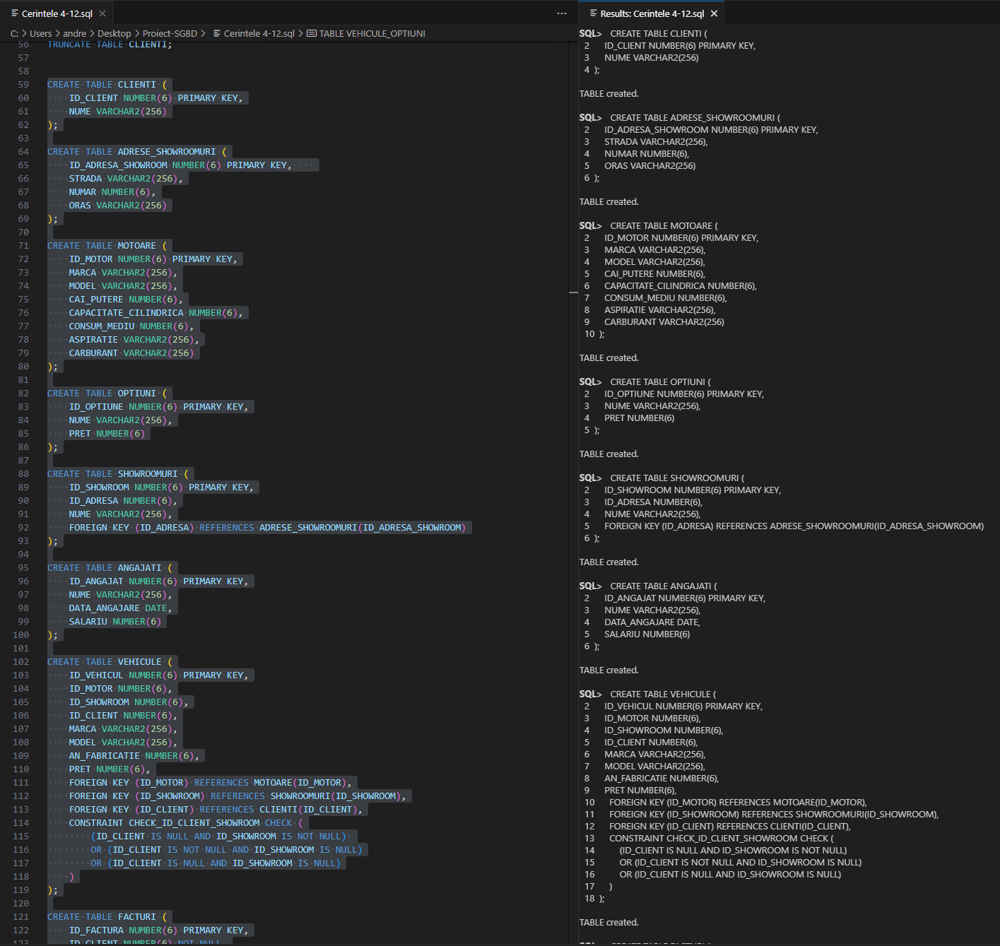 Cerintele 4-12.sql
Results: Cerintele 4-12.sql
C: > Users > andre > Desktop > Proiect-SGBD > Cerintele 4-12.sql > TABLE VEHICULE_OPTIUNI
56 TRUNCATE TABLE CLIENTI;
57
58
59 CREATE TABLE CLIENTI (
60 ID_CLIENT NUMBER(6) PRIMARY KEY,
61 NUME VARCHAR2(256)
62 );
63
64 CREATE TABLE ADRESE_SHOWROOMURI (
65 ID_ADRESA_SHOWROOM NUMBER(6) PRIMARY KEY,
66 STRADA VARCHAR2(256),
67 NUMAR NUMBER(6),
68 ORAS VARCHAR2(256)
69 );
70
71 CREATE TABLE MOTOARE (
72 ID_MOTOR NUMBER(6) PRIMARY KEY,
73 MARCA VARCHAR2(256),
74 MODEL VARCHAR2(256),
75 CAI_PUTERE NUMBER(6),
76 CAPACITATE_CILINDRICA NUMBER(6),
77 CONSUM_MEDIU NUMBER(6),
78 ASPIRATIE VARCHAR2(256),
79 CARBURANT VARCHAR2(256)
80 );
81
82 CREATE TABLE OPTIUNI (
83 ID_OPTIUNE NUMBER(6) PRIMARY KEY,
84 NUME VARCHAR2(256),
85 PRET NUMBER(6)
86 );
87
88 CREATE TABLE SHOWROOMURI (
89 ID_SHOWROOM NUMBER(6) PRIMARY KEY,
90 ID_ADRESA NUMBER(6),
91 NUME VARCHAR2(256),
92 FOREIGN KEY (ID_ADRESA) REFERENCES ADRESE_SHOWROOMURI(ID_ADRESA_SHOWROOM)
93 );
94
95 CREATE TABLE ANGAJATI (
96 ID_ANGAJAT NUMBER(6) PRIMARY KEY,
97 NUME VARCHAR2(256),
98 DATA_ANGAJARE DATE,
99 SALARIU NUMBER(6)
100 );
101
102 CREATE TABLE VEHICULE (
103 ID_VEHICUL NUMBER(6) PRIMARY KEY,
104 ID_MOTOR NUMBER(6),
105 ID_SHOWROOM NUMBER(6),
106 ID_CLIENT NUMBER(6),
107 MARCA VARCHAR2(256),
108 MODEL VARCHAR2(256),
109 AN_FABRICATIE NUMBER(6),
110 PRET NUMBER(6),
111 FOREIGN KEY (ID_MOTOR) REFERENCES MOTOARE(ID_MOTOR),
112 FOREIGN KEY (ID_SHOWROOM) REFERENCES SHOWROOMURI(ID_SHOWROOM),
113 FOREIGN KEY (ID_CLIENT) REFERENCES CLIENTI(ID_CLIENT),
114 CONSTRAINT CHECK_ID_CLIENT_SHOWROOM CHECK (
115 (ID_CLIENT IS NULL AND ID_SHOWROOM IS NOT NULL)
116 OR (ID_CLIENT IS NOT NULL AND ID_SHOWROOM IS NULL)
117 OR (ID_CLIENT IS NULL AND ID_SHOWROOM IS NULL)
118 )
119 );
120
121 CREATE TABLE FACTURI (
122 ID_FACTURA NUMBER(6) PRIMARY KEY,
123 ID_CLIENT NUMBER(6) NOT NULL,
SQL> CREATE TABLE CLIENTI (
2 ID_CLIENT NUMBER(6) PRIMARY KEY,
3 NUME VARCHAR2(256)
4 );
TABLE created.
SQL> CREATE TABLE ADRESE_SHOWROOMURI (
2 ID_ADRESA_SHOWROOM NUMBER(6) PRIMARY KEY,
3 STRADA VARCHAR2(256),
4 NUMAR NUMBER(6),
5 ORAS VARCHAR2(256)
6 );
TABLE created.
SQL> CREATE TABLE MOTOARE (
2 ID_MOTOR NUMBER(6) PRIMARY KEY,
3 MARCA VARCHAR2(256),
4 MODEL VARCHAR2(256),
5 CAI_PUTERE NUMBER(6),
6 CAPACITATE_CILINDRICA NUMBER(6),
7 CONSUM_MEDIU NUMBER(6),
8 ASPIRATIE VARCHAR2(256),
9 CARBURANT VARCHAR2(256)
10 );
TABLE created.
SQL> CREATE TABLE OPTIUNI (
2 ID_OPTIUNE NUMBER(6) PRIMARY KEY,
3 NUME VARCHAR2(256),
4 PRET NUMBER(6)
5 );
TABLE created.
SQL> CREATE TABLE SHOWROOMURI (
2 ID_SHOWROOM NUMBER(6) PRIMARY KEY,
3 ID_ADRESA NUMBER(6),
4 NUME VARCHAR2(256),
5 FOREIGN KEY (ID_ADRESA) REFERENCES ADRESE_SHOWROOMURI(ID_ADRESA_SHOWROOM)
6 );
TABLE created.
SQL> CREATE TABLE ANGAJATI (
2 ID_ANGAJAT NUMBER(6) PRIMARY KEY,
3 NUME VARCHAR2(256),
4 DATA_ANGAJARE DATE,
5 SALARIU NUMBER(6)
6 );
TABLE created.
SQL> CREATE TABLE VEHICULE (
2 ID_VEHICUL NUMBER(6) PRIMARY KEY,
3 ID_MOTOR NUMBER(6),
4 ID_SHOWROOM NUMBER(6),
5 ID_CLIENT NUMBER(6),
6 MARCA VARCHAR2(256),
7 MODEL VARCHAR2(256),
8 AN_FABRICATIE NUMBER(6),
9 PRET NUMBER(6),
10 FOREIGN KEY (ID_MOTOR) REFERENCES MOTOARE(ID_MOTOR),
11 FOREIGN KEY (ID_SHOWROOM) REFERENCES SHOWROOMURI(ID_SHOWROOM),
12 FOREIGN KEY (ID_CLIENT) REFERENCES CLIENTI(ID_CLIENT),
13 CONSTRAINT CHECK_ID_CLIENT_SHOWROOM CHECK (
14 (ID_CLIENT IS NULL AND ID_SHOWROOM IS NOT NULL)
15 OR (ID_CLIENT IS NOT NULL AND ID_SHOWROOM IS NULL)
16 OR (ID_CLIENT IS NULL AND ID_SHOWROOM IS NULL)
17 )
18 );
TABLE created.